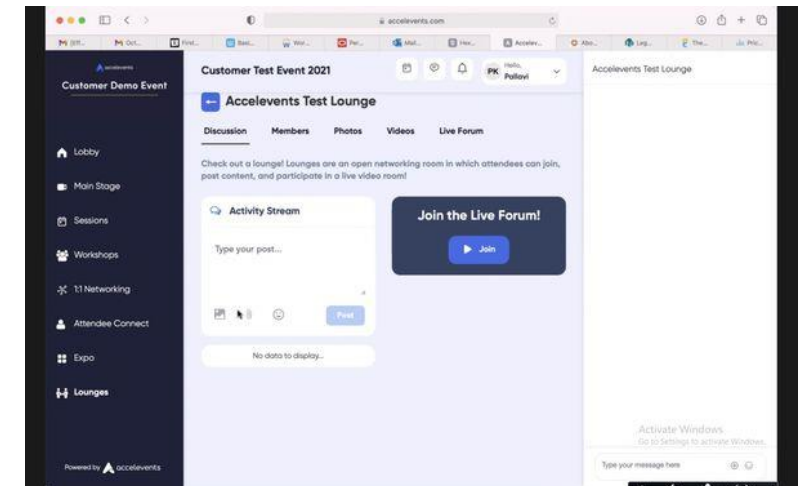 accelevents.com
accelevents
Customer Demo Event
Lobby
Main Stage
Sessions
Workshops
1:1 Networking
Attendee Connect
Expo
Lounges
Powered by accelevents
Customer Test Event 2021
PK
Hello,
Pallavi
Accelevents Test Lounge
Discussion Members Photos Videos Live Forum
Check out a lounge! Lounges are an open networking room in which attendees can join,
post content, and participate in a live video room!
Activity Stream
Type your post...
Post
No data to display...
Join the Live Forum!
Join
Accelevents Test Lounge
Activate Windows
Go to Settings to activate Windows.
Type your message here